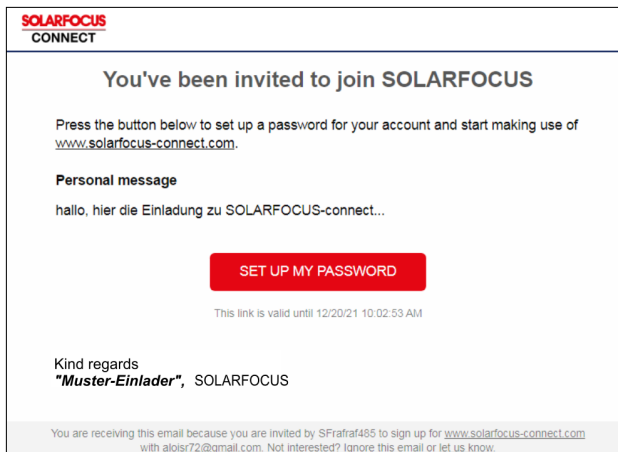 SOLARFOCUS
CONNECT
You've been invited to join SOLARFOCUS
Press the button below to set up a password for your account and start making use of
www.solarfocus-connect.com.
Personal message
hallo, hier die Einladung zu SOLARFOCUS-connect...
SET UP MY PASSWORD
This link is valid until 12/20/21 10:02:53 AM
Kind regards
"Muster-Einlader", SOLARFOCUS
You are receiving this email because you are invited by SFrafraf485 to sign up for www.solarfocus-connect.com
with aloisr72@gmail.com. Not interested? Ignore this email or let us know.